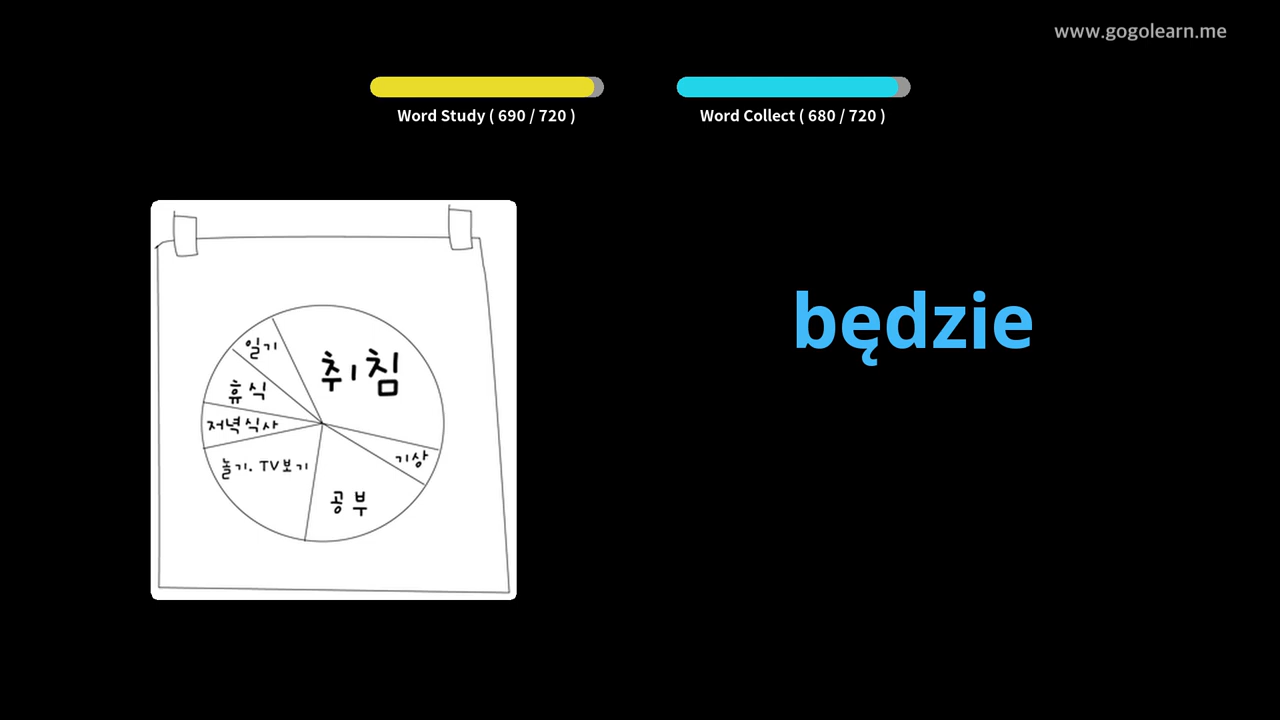 www.gogolearn.me
Word Study ( 690 / 720 )
Word Collect ( 680 / 720 )
일기
취침
휴식
저녁식사
놀기. TV보기
기상
공부
będzie